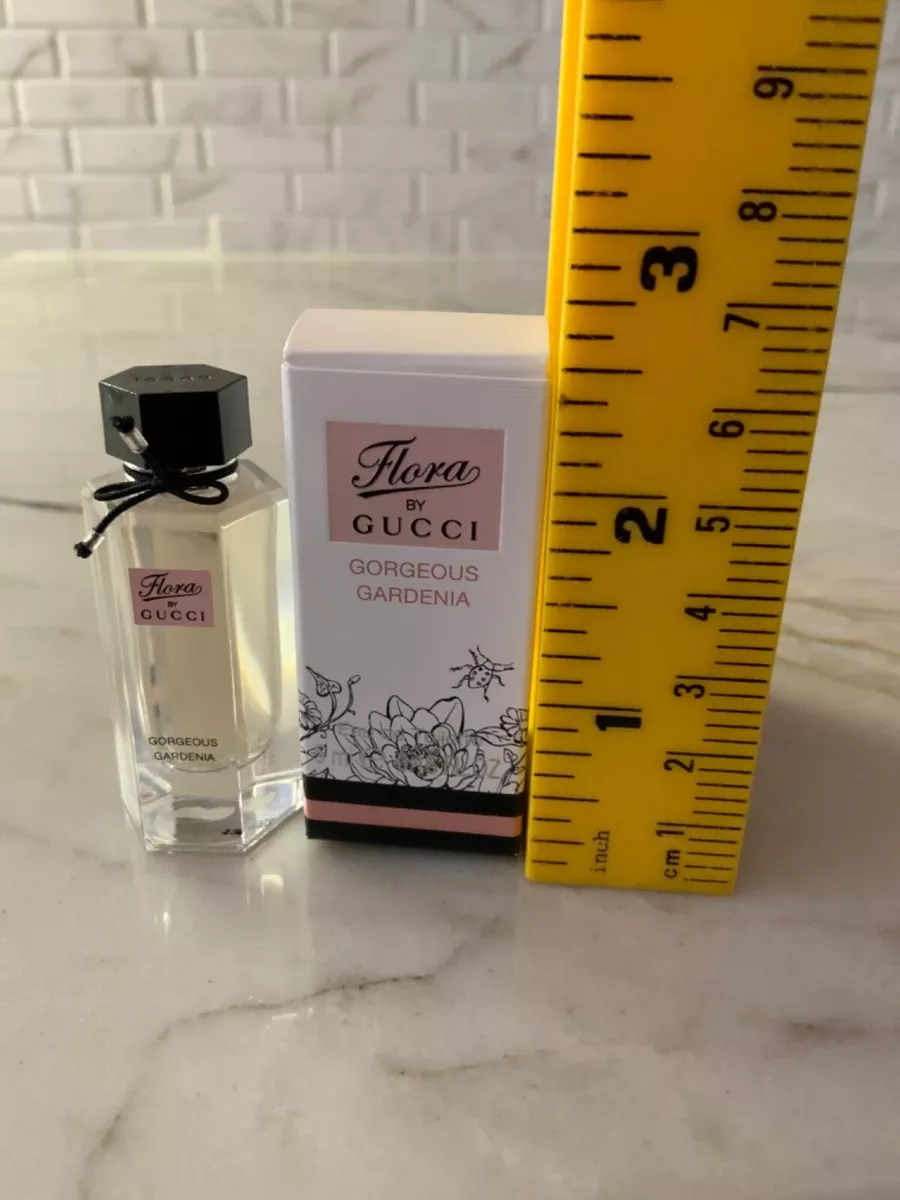 Flora
BY
GUCCI
GORGEOUS
GARDENIA
Flora
BY
GUCCI
GORGEOUS
GARDENIA
3
2
1
inch
9
8
7
6
5
4
3
2
1
cm